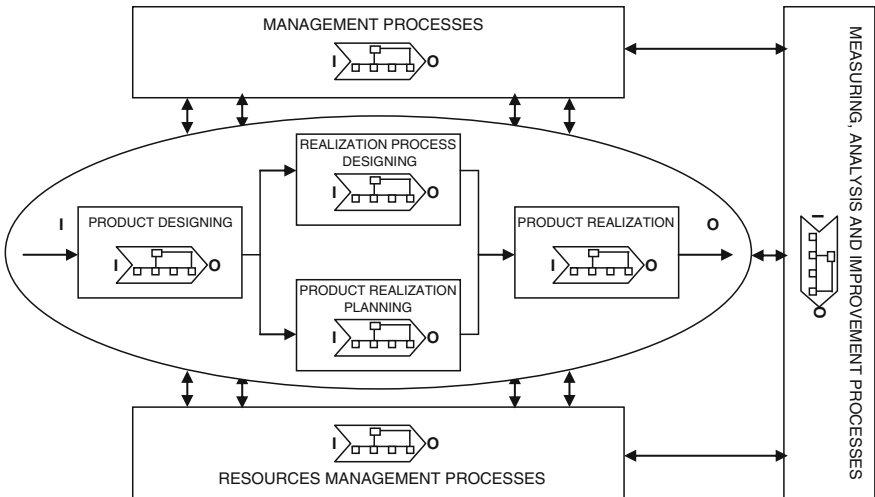 MANAGEMENT PROCESSES
I O
REALIZATION PROCESS
DESIGNING
I O
I
PRODUCT DESIGNING
I O
PRODUCT REALIZATION
I O
O
PRODUCT REALIZATION
PLANNING
I O
I O
RESOURCES MANAGEMENT PROCESSES
MEASURING, ANALYSIS AND IMPROVEMENT PROCESSES
I O